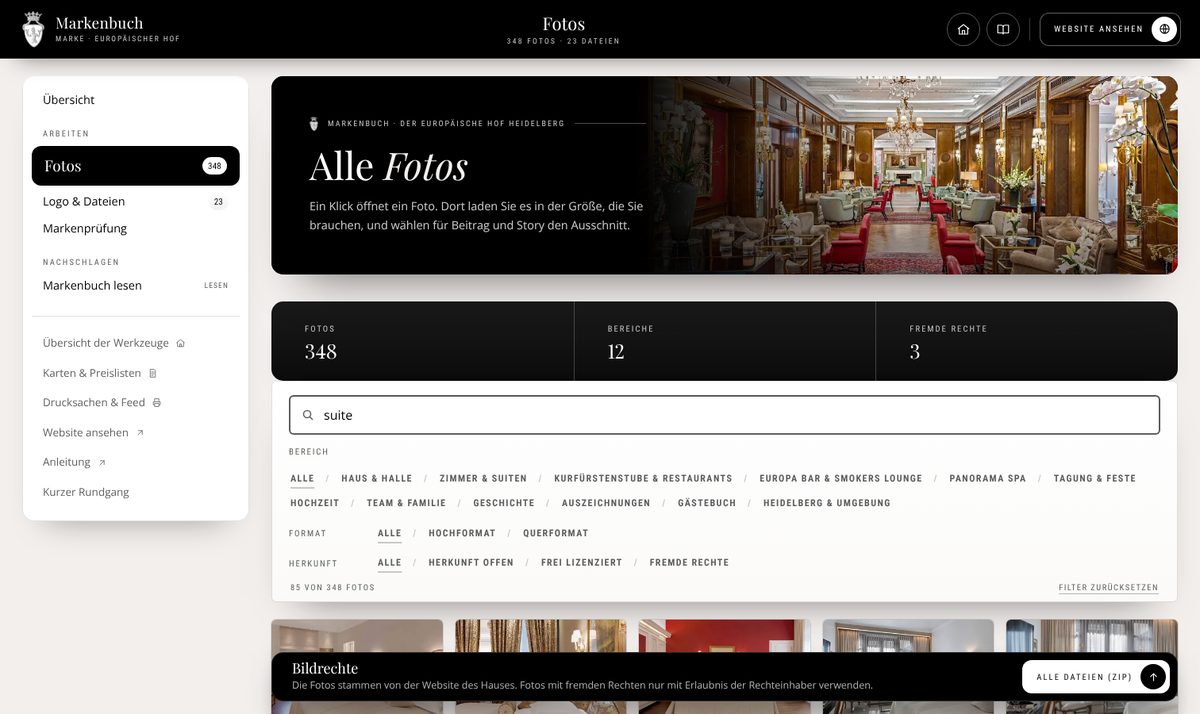 Markenbuch
MARKE · EUROPÄISCHER HOF
Fotos
348 FOTOS · 23 DATEIEN
WEBSITE ANSEHEN
Übersicht
ARBEITEN
Fotos 348
Logo & Dateien 23
Markenprüfung
NACHSCHLAGEN
Markenbuch lesen LESEN
Übersicht der Werkzeuge
Karten & Preislisten
Drucksachen & Feed
Website ansehen
Anleitung
Kurzer Rundgang
MARKENBUCH · DER EUROPÄISCHE HOF HEIDELBERG
Alle Fotos
Ein Klick öffnet ein Foto. Dort laden Sie es in der Größe, die Sie
brauchen, und wählen für Beitrag und Story den Ausschnitt.
FOTOS
348
BEREICHE
12
FREMDE RECHTE
3
suite
BEREICH
ALLE / HAUS & HALLE / ZIMMER & SUITEN / KURFÜRSTENSTUBE & RESTAURANTS / EUROPA BAR & SMOKERS LOUNGE / PANORAMA SPA / TAGUNG & FESTE
HOCHZEIT / TEAM & FAMILIE / GESCHICHTE / AUSZEICHNUNGEN / GÄSTEBUCH / HEIDELBERG & UMGEBUNG
FORMAT ALLE / HOCHFORMAT / QUERFORMAT
HERKUNFT ALLE / HERKUNFT OFFEN / FREI LIZENZIERT / FREMDE RECHTE
85 VON 348 FOTOS
FILTER ZURÜCKSETZEN
Bildrechte
Die Fotos stammen von der Website des Hauses. Fotos mit fremden Rechten nur mit Erlaubnis der Rechteinhaber verwenden.
ALLE DATEIEN (ZIP)